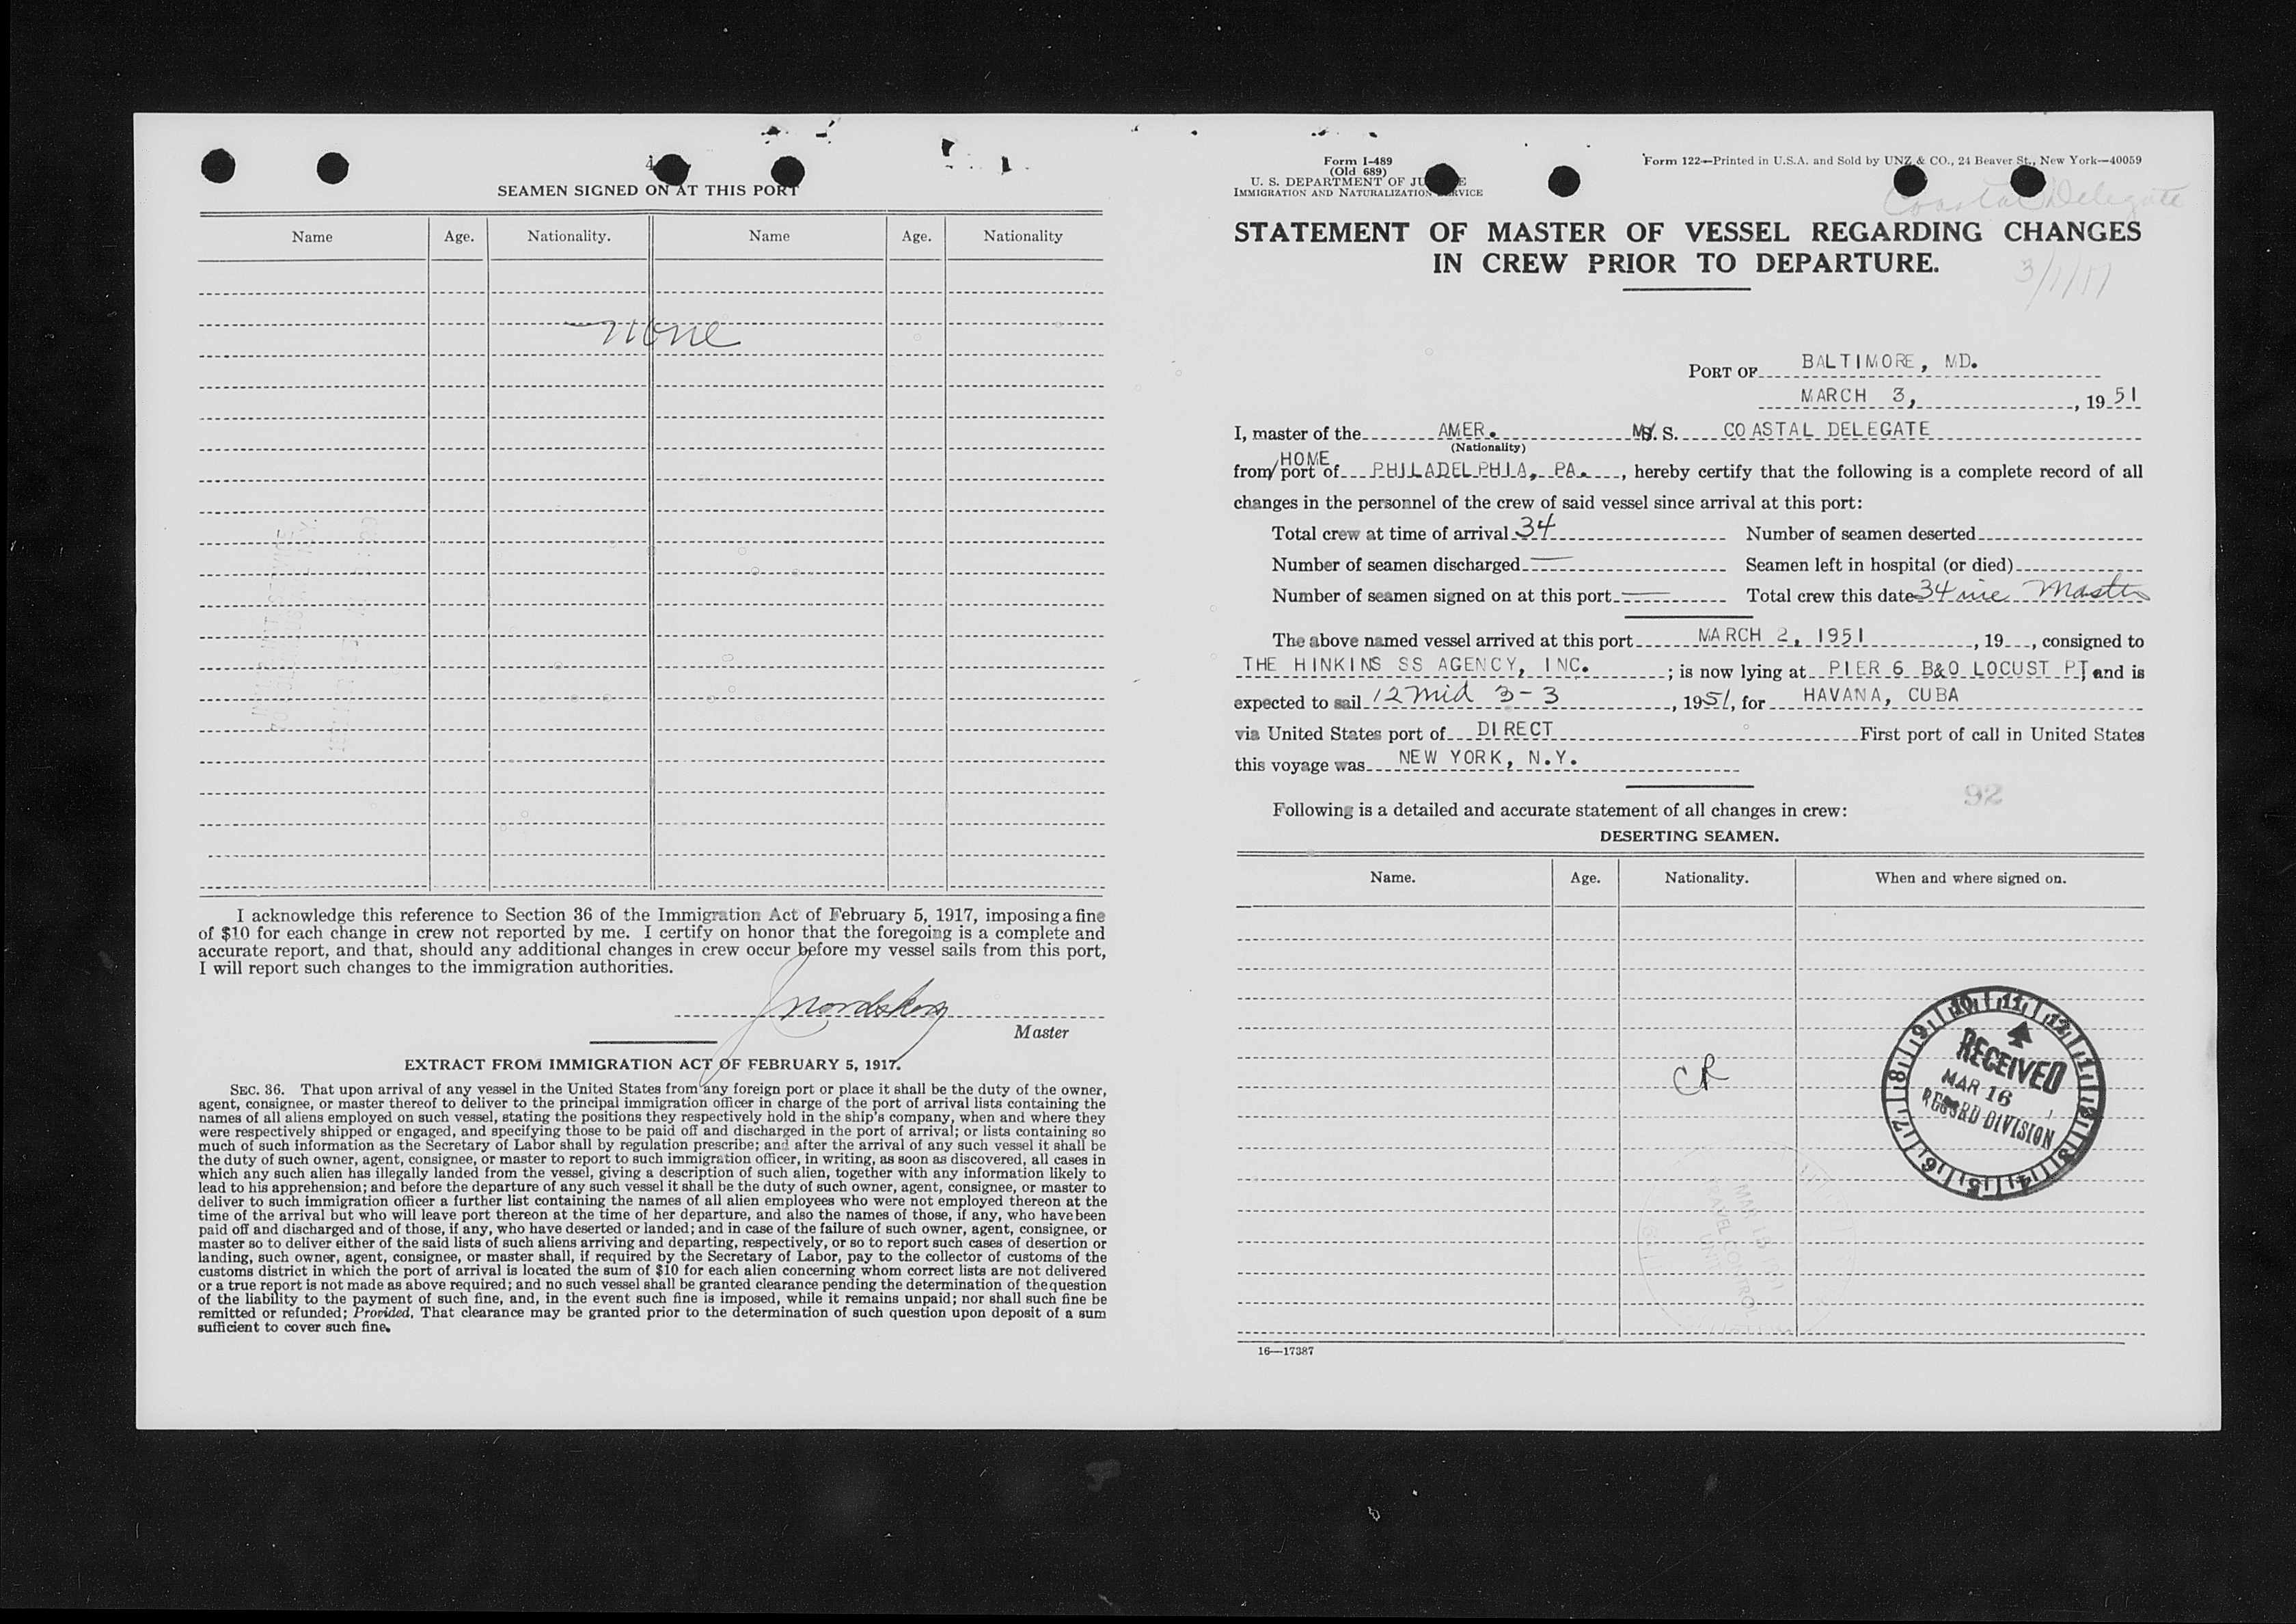 4
SEAMEN SIGNED ON AT THIS PORT
Name Age. Nationality. Name Age. Nationality
None
I acknowledge this reference to Section 36 of the Immigration Act of February 5, 1917, imposing a fine
of $10 for each change in crew not reported by me. I certify on honor that the foregoing is a complete and
accurate report, and that, should any additional changes in crew occur before my vessel sails from this port,
I will report such changes to the immigration authorities.
Master
EXTRACT FROM IMMIGRATION ACT OF FEBRUARY 5, 1917.
SEC. 36. That upon arrival of any vessel in the United States from any foreign port or place it shall be the duty of the owner,
agent, consignee, or master thereof to deliver to the principal immigration officer in charge of the port of arrival lists containing the
names of all aliens employed on such vessel, stating the positions they respectively hold in the ship's company, when and where they
were respectively shipped or engaged, and specifying those to be paid off and discharged in the port of arrival; or lists containing so
much of such information as the Secretary of Labor shall by regulation prescribe; and after the arrival of any such vessel it shall be
the duty of such owner, agent, consignee, or master to report to such immigration officer, in writing, as soon as discovered, all cases in
which any such alien has illegally landed from the vessel, giving a description of such alien, together with any information likely to
lead to his apprehension; and before the departure of any such vessel it shall be the duty of such owner, agent, consignee, or master to
deliver to such immigration officer a further list containing the names of all alien employees who were not employed thereon at the
time of the arrival but who will leave port thereon at the time of her departure, and also the names of those, if any, who have been
paid off and discharged and of those, if any, who have deserted or landed; and in case of the failure of such owner, agent, consignee, or
master so to deliver either of the said lists of such aliens arriving and departing, respectively, or so to report such cases of desertion or
landing, such owner, agent, consignee, or master shall, if required by the Secretary of Labor, pay to the collector of customs of the
customs district in which the port of arrival is located the sum of $10 for each alien concerning whom correct lists are not delivered
or a true report is not made as above required; and no such vessel shall be granted clearance pending the determination of the question
of the liability to the payment of such fine, and, in the event such fine is imposed, while it remains unpaid; nor shall such fine be
remitted or refunded; Provided, That clearance may be granted prior to the determination of such question upon deposit of a sum
sufficient to cover such fine.
Form I-489
(Old 689)
U. S. DEPARTMENT OF JUSTICE
IMMIGRATION AND NATURALIZATION SERVICE
Form 122—Printed in U.S.A. and Sold by UNZ & CO., 24 Beaver St., New York—40059
Coastal Delegate
STATEMENT OF MASTER OF VESSEL REGARDING CHANGES
IN CREW PRIOR TO DEPARTURE.
PORT OF BALTIMORE, MD.
MARCH 3, , 19 51
I, master of the AMER. M/. S. COASTAL DELEGATE
(Nationality)
from/ HOME port of PHILADELPHIA, PA. , hereby certify that the following is a complete record of all
changes in the personnel of the crew of said vessel since arrival at this port:
Total crew at time of arrival 34 Number of seamen deserted
Number of seamen discharged — Seamen left in hospital (or died)
Number of seamen signed on at this port — Total crew this date 34 inc Master
The above named vessel arrived at this port MARCH 2, 1951 , 19 , consigned to
THE HINKINS SS AGENCY, INC. ; is now lying at PIER 6 B&O LOCUST PT and is
expected to sail 12 Mid 3-3 , 1951, for HAVANA, CUBA
via United States port of DIRECT First port of call in United States
this voyage was NEW YORK, N.Y.
92
Following is a detailed and accurate statement of all changes in crew:
DESERTING SEAMEN.
Name. Age. Nationality. When and where signed on.
CR
9 10 11 12 1 2 3 4 5 6 7 8
RECEIVED
MAR 16
RECORD DIVISION
MAR 15 1951
TRAVEL CONTROL
UNIT
16—17387